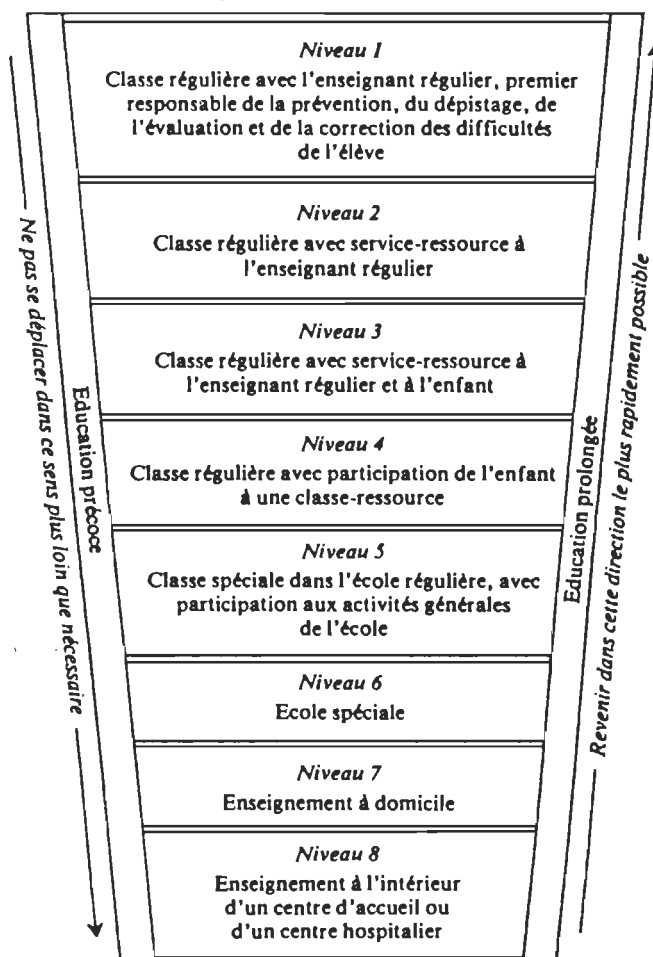 Niveau 1
Classe régulière avec l'enseignant régulier, premier
responsable de la prévention, du dépistage, de
l'évaluation et de la correction des difficultés
de l'élève
Niveau 2
Classe régulière avec service-ressource à
l'enseignant régulier
Niveau 3
Classe régulière avec service-ressource à
l'enseignant régulier et à l'enfant
Niveau 4
Classe régulière avec participation de l'enfant
à une classe-ressource
Niveau 5
Classe spéciale dans l'école régulière, avec
participation aux activités générales
de l'école
Niveau 6
Ecole spéciale
Niveau 7
Enseignement à domicile
Niveau 8
Enseignement à l'intérieur
d'un centre d'accueil ou
d'un centre hospitalier
Ne pas se déplacer dans ce sens plus loin que nécessaire
Education précoce
Education prolongée
Revenir dans cette direction le plus rapidement possible